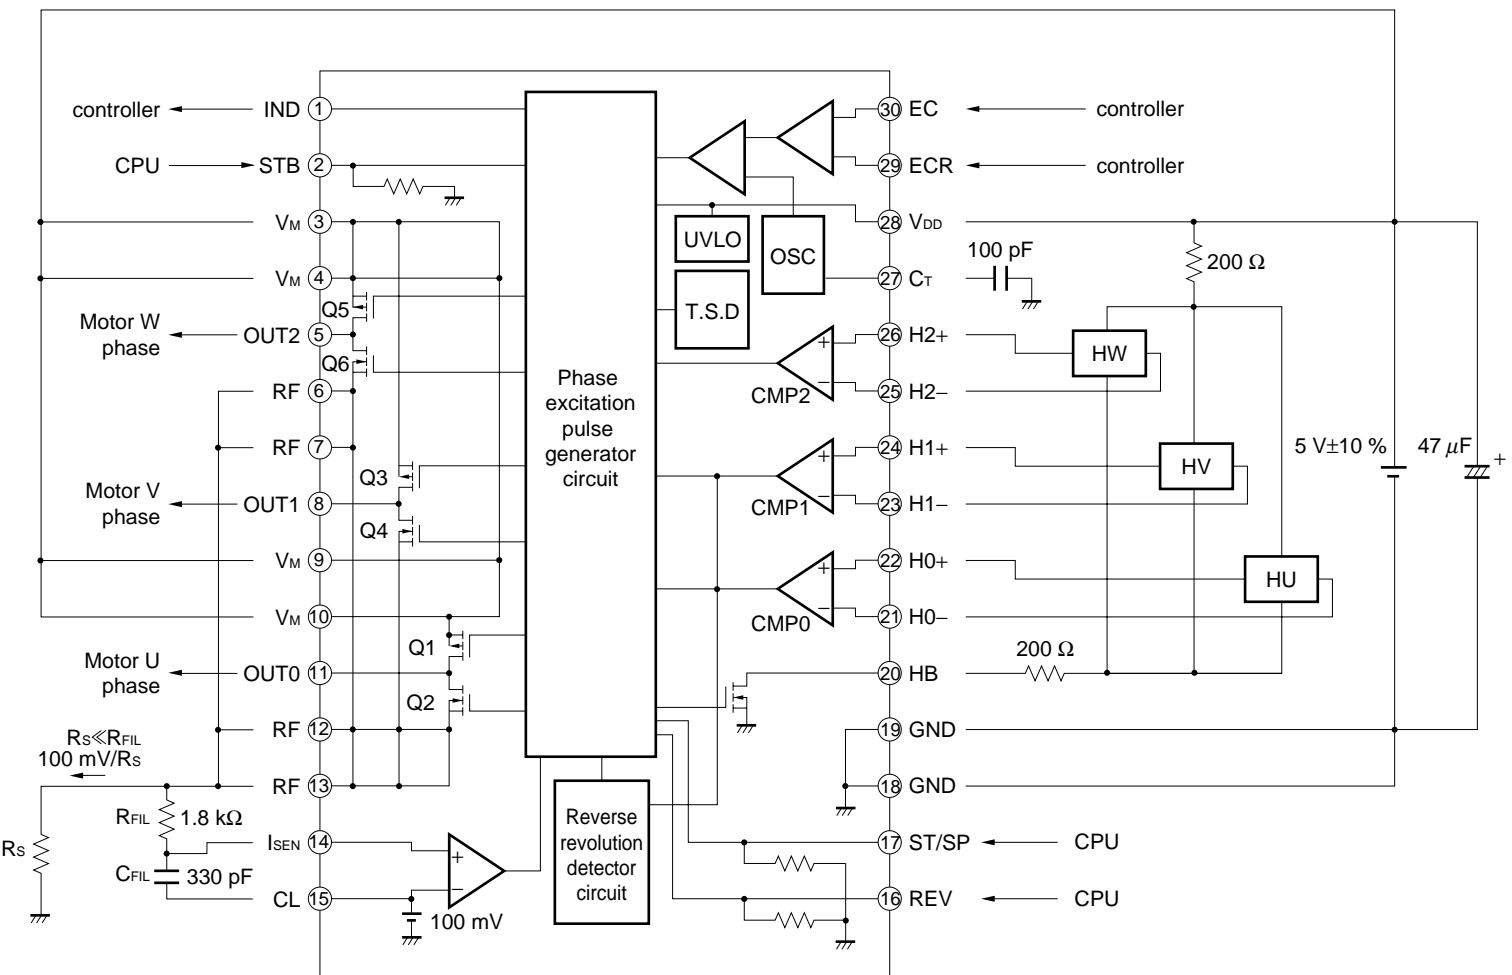 controller
IND
1
30
EC
controller
CPU
STB
2
29
ECR
controller
VM
3
28
VDD
UVLO
OSC
100 pF
200 Ω
VM
4
27
CT
Q5
T.S.D
Motor W
phase
OUT2
5
26
H2+
HW
Q6
+
−
CMP2
RF
6
25
H2−
Phase
excitation
pulse
generator
circuit
RF
7
24
H1+
5 V±10 %
47 µF
+
Q3
+
−
CMP1
HV
Motor V
phase
OUT1
8
23
H1−
Q4
VM
9
22
H0+
+
−
CMP0
HU
VM
10
21
H0−
Q1
200 Ω
Motor U
phase
OUT0
11
20
HB
Q2
RF
12
19
GND
RS≪RFIL
100 mV/RS
RF
13
18
GND
RFIL
1.8 kΩ
Reverse
revolution
detector
circuit
RS
ISEN
14
+
−
17
ST/SP
CPU
CFIL
330 pF
CL
15
100 mV
16
REV
CPU